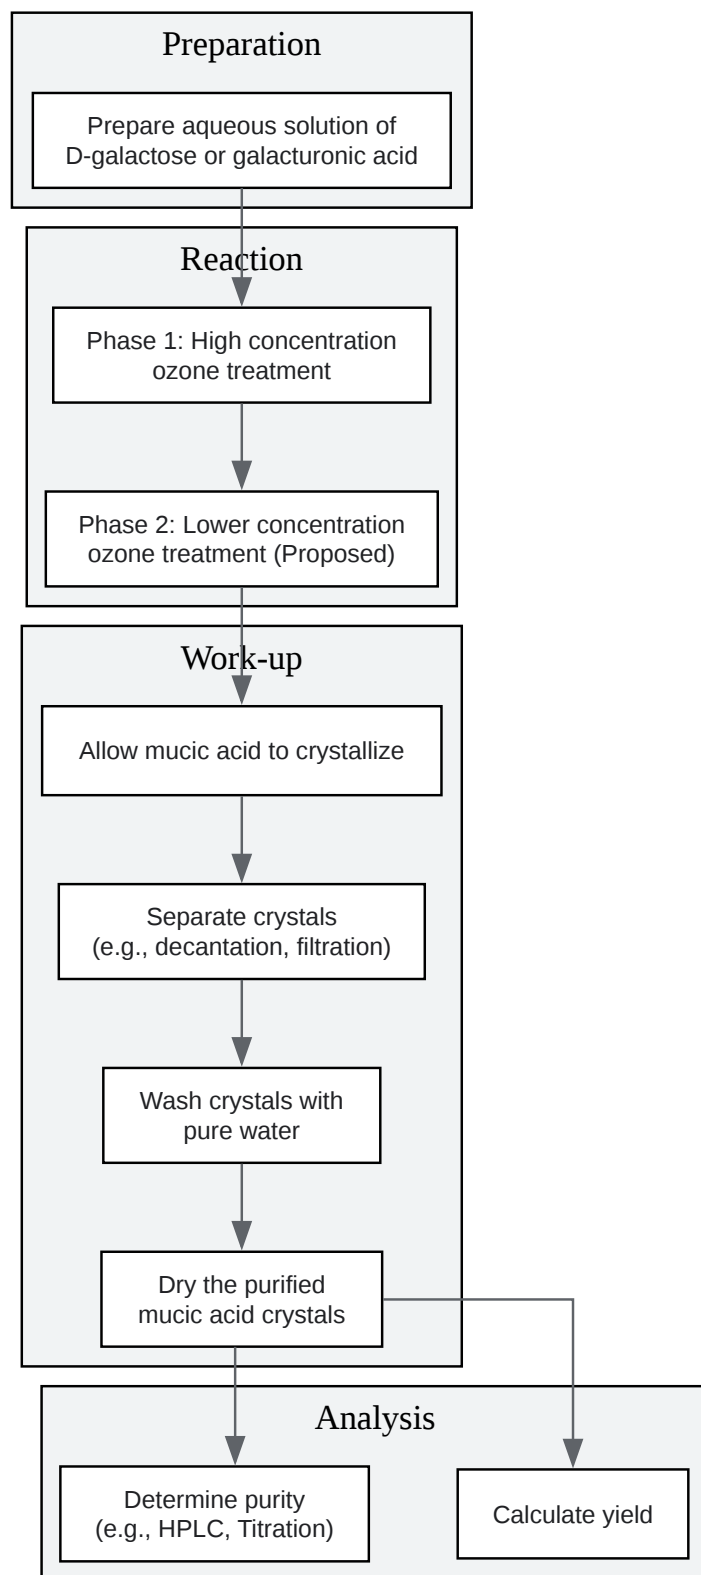 Preparation
Prepare aqueous solution of
D-galactose or galacturonic acid
Reaction
Phase 1: High concentration
ozone treatment
Phase 2: Lower concentration
ozone treatment (Proposed)
Work-up
Allow mucic acid to crystallize
Separate crystals
(e.g., decantation, filtration)
Wash crystals with
pure water
Dry the purified
mucic acid crystals
Analysis
Determine purity
(e.g., HPLC, Titration)
Calculate yield